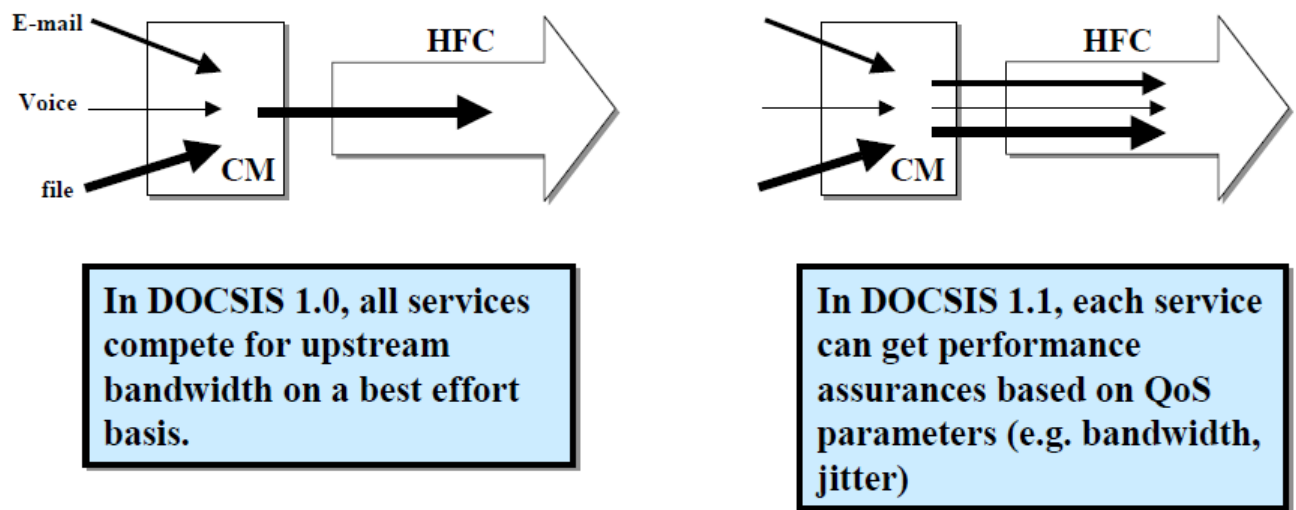 E-mail
Voice
file
CM
HFC
HFC
CM
In DOCSIS 1.0, all services
compete for upstream
bandwidth on a best effort
basis.
In DOCSIS 1.1, each service
can get performance
assurances based on QoS
parameters (e.g. bandwidth,
jitter)